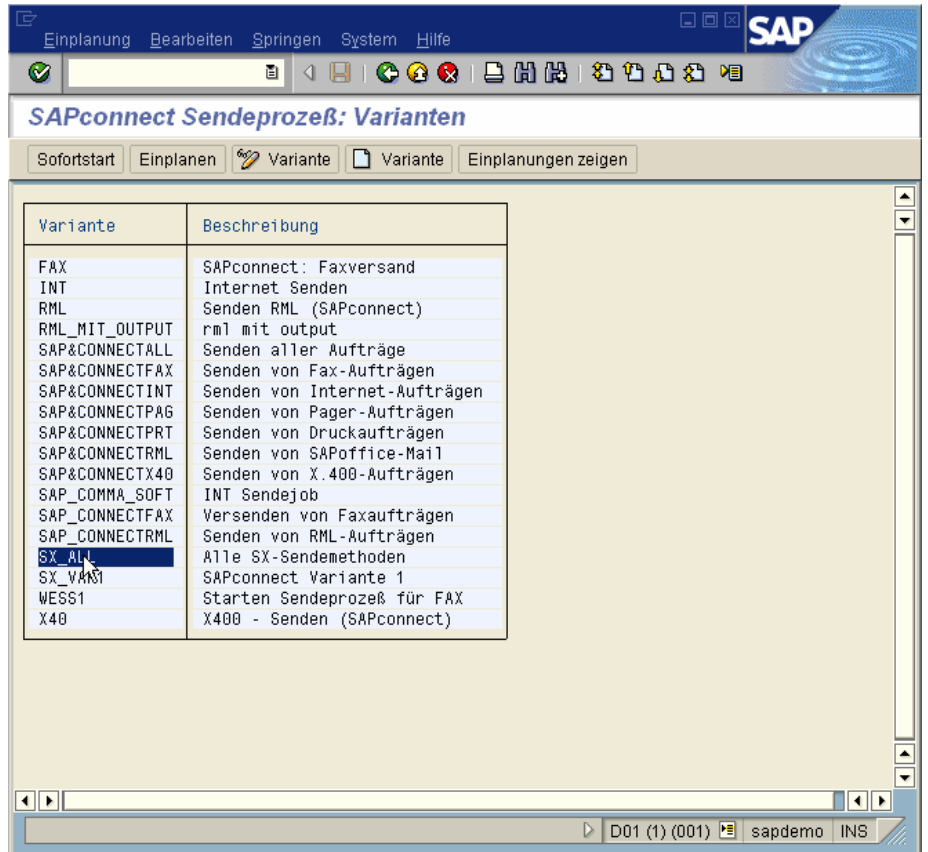 Einplanung Bearbeiten Springen System Hilfe
SAP
SAPconnect Sendeprozeß: Varianten
Sofortstart Einplanen Variante Variante Einplanungen zeigen
Variante Beschreibung
FAX SAPconnect: Faxversand
INT Internet Senden
RML Senden RML (SAPconnect)
RML_MIT_OUTPUT rml mit output
SAP&CONNECTALL Senden aller Aufträge
SAP&CONNECTFAX Senden von Fax-Aufträgen
SAP&CONNECTINT Senden von Internet-Aufträgen
SAP&CONNECTPAG Senden von Pager-Aufträgen
SAP&CONNECTPRT Senden von Druckaufträgen
SAP&CONNECTRML Senden von SAPoffice-Mail
SAP&CONNECTX40 Senden von X.400-Aufträgen
SAP_COMMA_SOFT INT Sendejob
SAP_CONNECTFAX Versenden von Faxaufträgen
SAP_CONNECTRML Senden von RML-Aufträgen
SX_ALL Alle SX-Sendemethoden
SX_VAR1 SAPconnect Variante 1
WESS1 Starten Sendeprozeß für FAX
X40 X400 - Senden (SAPconnect)
D01 (1) (001) sapdemo INS